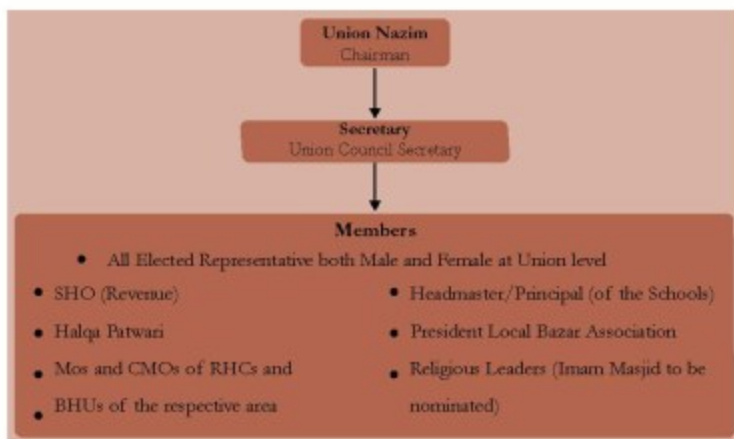 Union Nazim
Chairman
Secretary
Union Council Secretary
Members
• All Elected Representative both Male and Female at Union level
• SHO (Revenue)
• Halqa Patwari
• Mos and CMOs of RHCs and
• BHUs of the respective area
• Headmaster/Principal (of the Schools)
• President Local Bazar Association
• Religious Leaders (Imam Masjid to be
nominated)